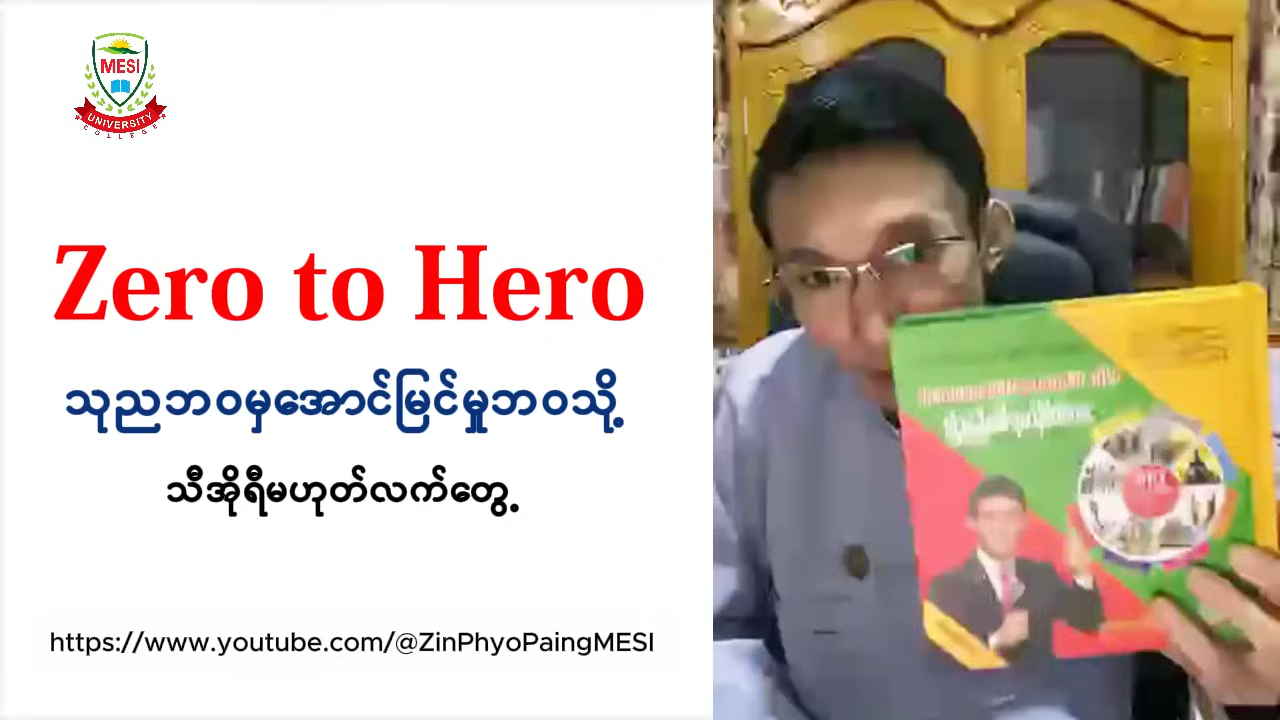 MESI
UNIVERSITY
COLLEGE
Zero to Hero
သုညဘဝမှအောင်မြင်မှုဘဝသို့
သီအိုရီမဟုတ်လက်တွေ့
https://www.youtube.com/@ZinPhyoPaingMESI